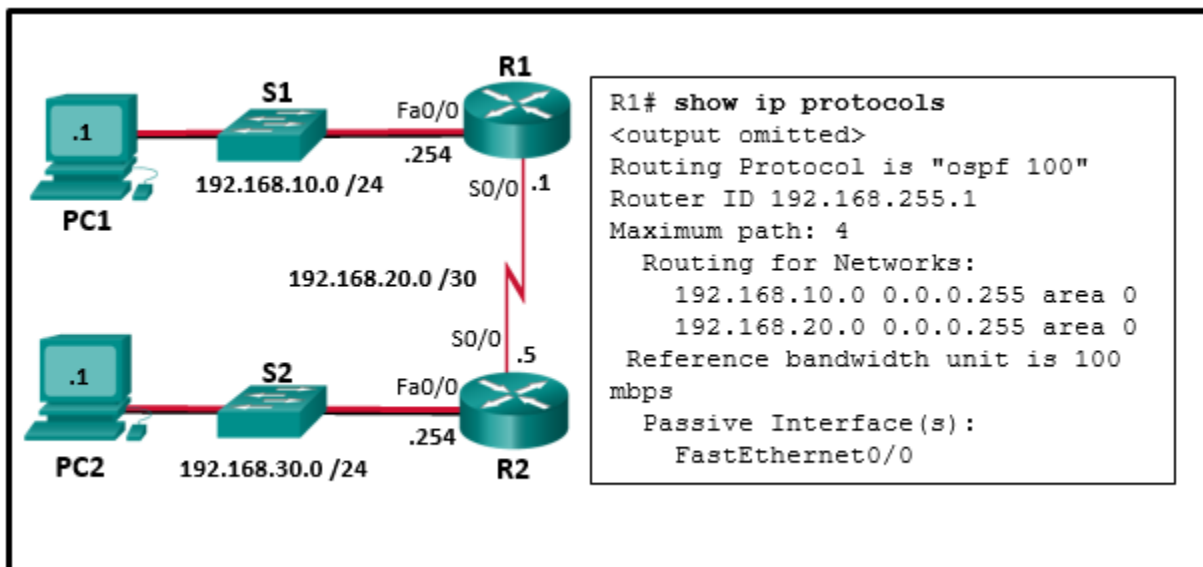 R1
S1
Fa0/0
.1
.254
192.168.10.0 /24
S0/0
.1
PC1
192.168.20.0 /30
S0/0
.5
S2
Fa0/0
.1
.254
192.168.30.0 /24
PC2
R2
R1# show ip protocols
<output omitted>
Routing Protocol is "ospf 100"
Router ID 192.168.255.1
Maximum path: 4
Routing for Networks:
192.168.10.0 0.0.0.255 area 0
192.168.20.0 0.0.0.255 area 0
Reference bandwidth unit is 100
mbps
Passive Interface(s):
FastEthernet0/0